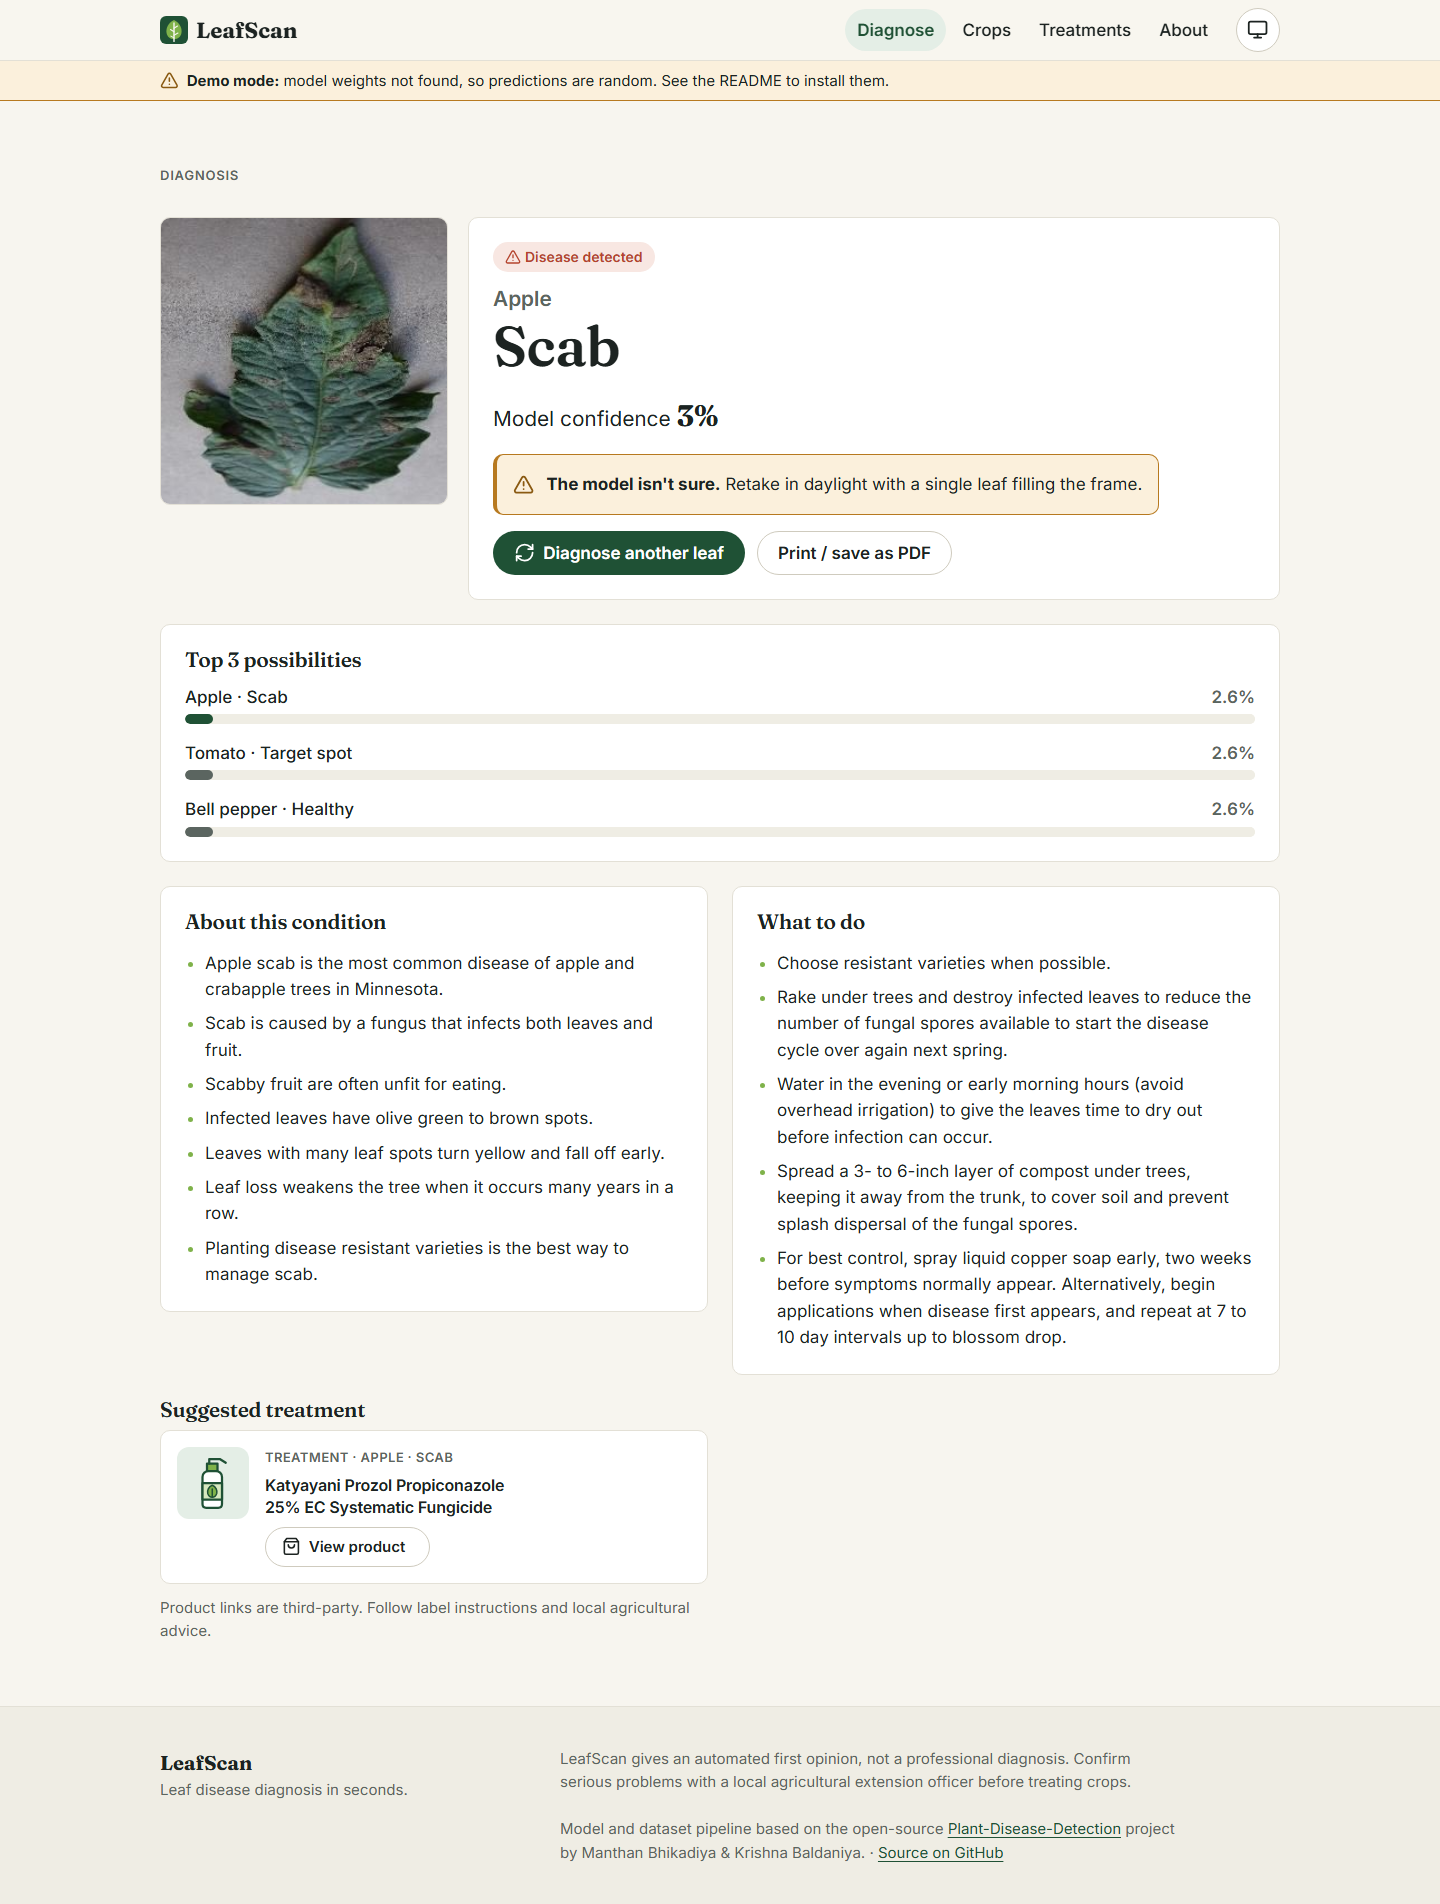 LeafScan
Diagnose
Crops
Treatments
About
Demo mode: model weights not found, so predictions are random. See the README to install them.
DIAGNOSIS
Disease detected
Apple
Scab
Model confidence 3%
The model isn't sure. Retake in daylight with a single leaf filling the frame.
Diagnose another leaf
Print / save as PDF
Top 3 possibilities
Apple · Scab 2.6%
Tomato · Target spot 2.6%
Bell pepper · Healthy 2.6%
About this condition
• Apple scab is the most common disease of apple and
crabapple trees in Minnesota.
• Scab is caused by a fungus that infects both leaves and
fruit.
• Scabby fruit are often unfit for eating.
• Infected leaves have olive green to brown spots.
• Leaves with many leaf spots turn yellow and fall off early.
• Leaf loss weakens the tree when it occurs many years in a
row.
• Planting disease resistant varieties is the best way to
manage scab.
What to do
• Choose resistant varieties when possible.
• Rake under trees and destroy infected leaves to reduce the
number of fungal spores available to start the disease
cycle over again next spring.
• Water in the evening or early morning hours (avoid
overhead irrigation) to give the leaves time to dry out
before infection can occur.
• Spread a 3- to 6-inch layer of compost under trees,
keeping it away from the trunk, to cover soil and prevent
splash dispersal of the fungal spores.
• For best control, spray liquid copper soap early, two weeks
before symptoms normally appear. Alternatively, begin
applications when disease first appears, and repeat at 7 to
10 day intervals up to blossom drop.
Suggested treatment
TREATMENT · APPLE · SCAB
Katyayani Prozol Propiconazole
25% EC Systematic Fungicide
View product
Product links are third-party. Follow label instructions and local agricultural
advice.
LeafScan
Leaf disease diagnosis in seconds.
LeafScan gives an automated first opinion, not a professional diagnosis. Confirm
serious problems with a local agricultural extension officer before treating crops.
Model and dataset pipeline based on the open-source Plant-Disease-Detection project
by Manthan Bhikadiya & Krishna Baldaniya. · Source on GitHub